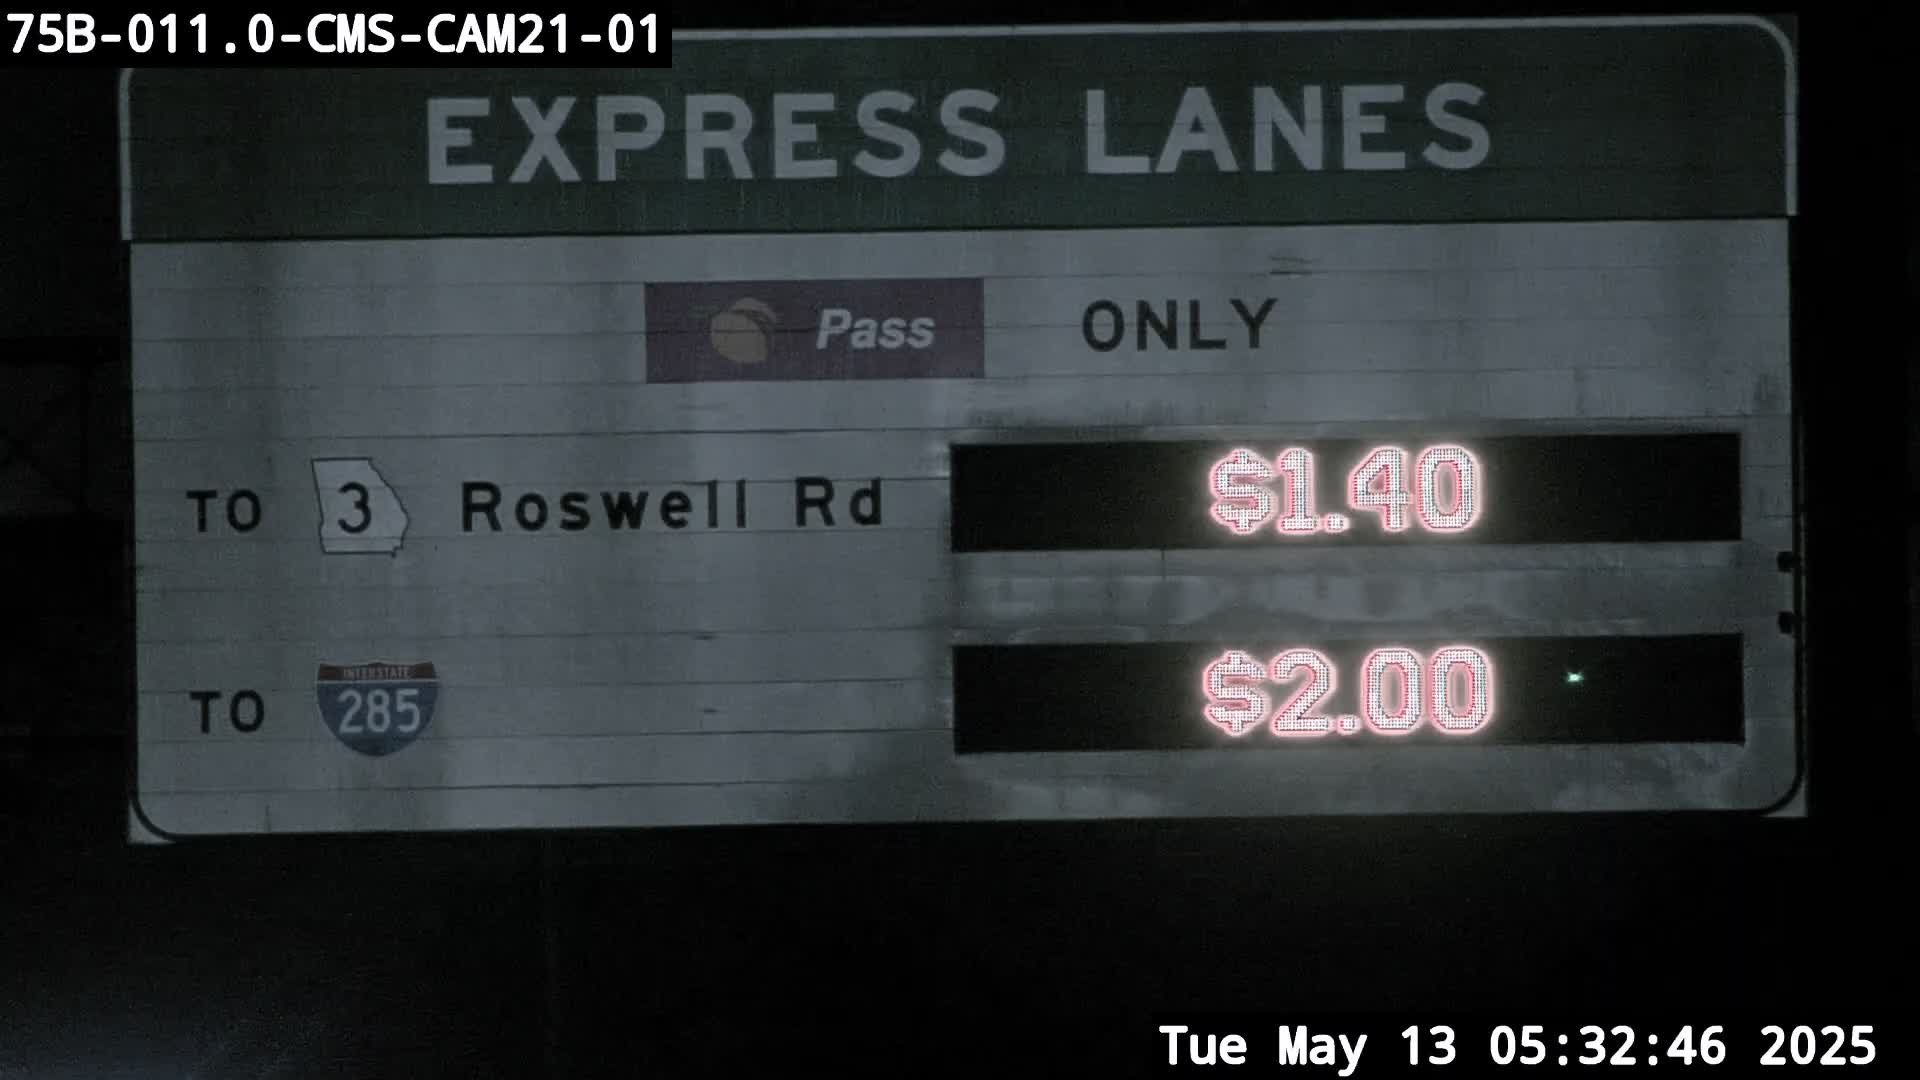 75B-011.0-CMS-CAM21-01
EXPRESS LANES
Pass ONLY
TO 3 Roswell Rd $1.40
INTERSTATE
TO 285 $2.00
Tue May 13 05:32:46 2025